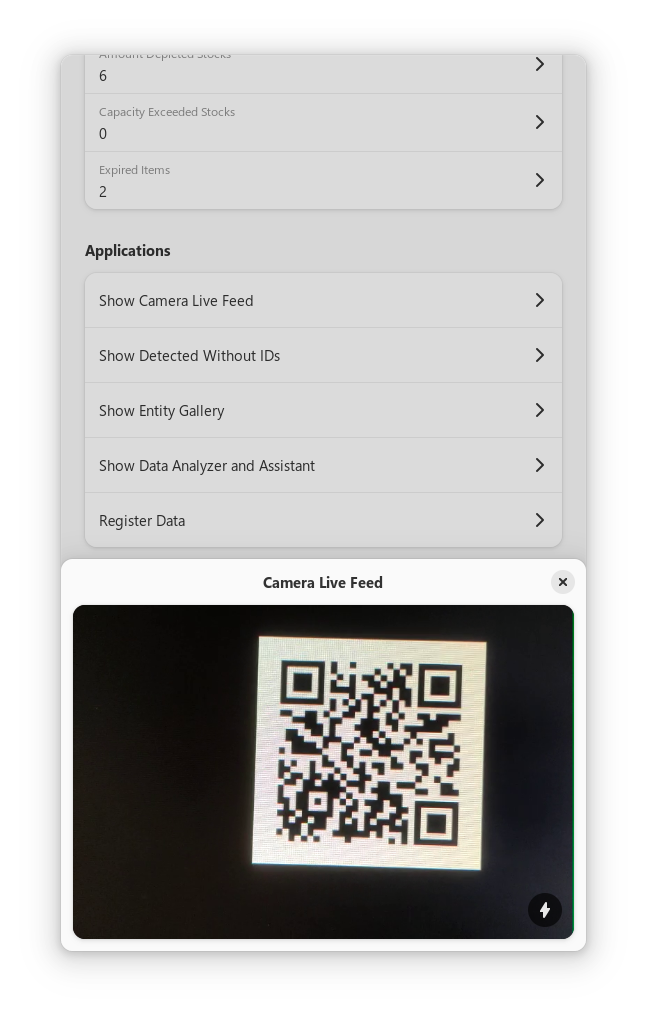 Amount Depleted Stocks
6
Capacity Exceeded Stocks
0
Expired Items
2
Applications
Show Camera Live Feed
Show Detected Without IDs
Show Entity Gallery
Show Data Analyzer and Assistant
Register Data
Camera Live Feed